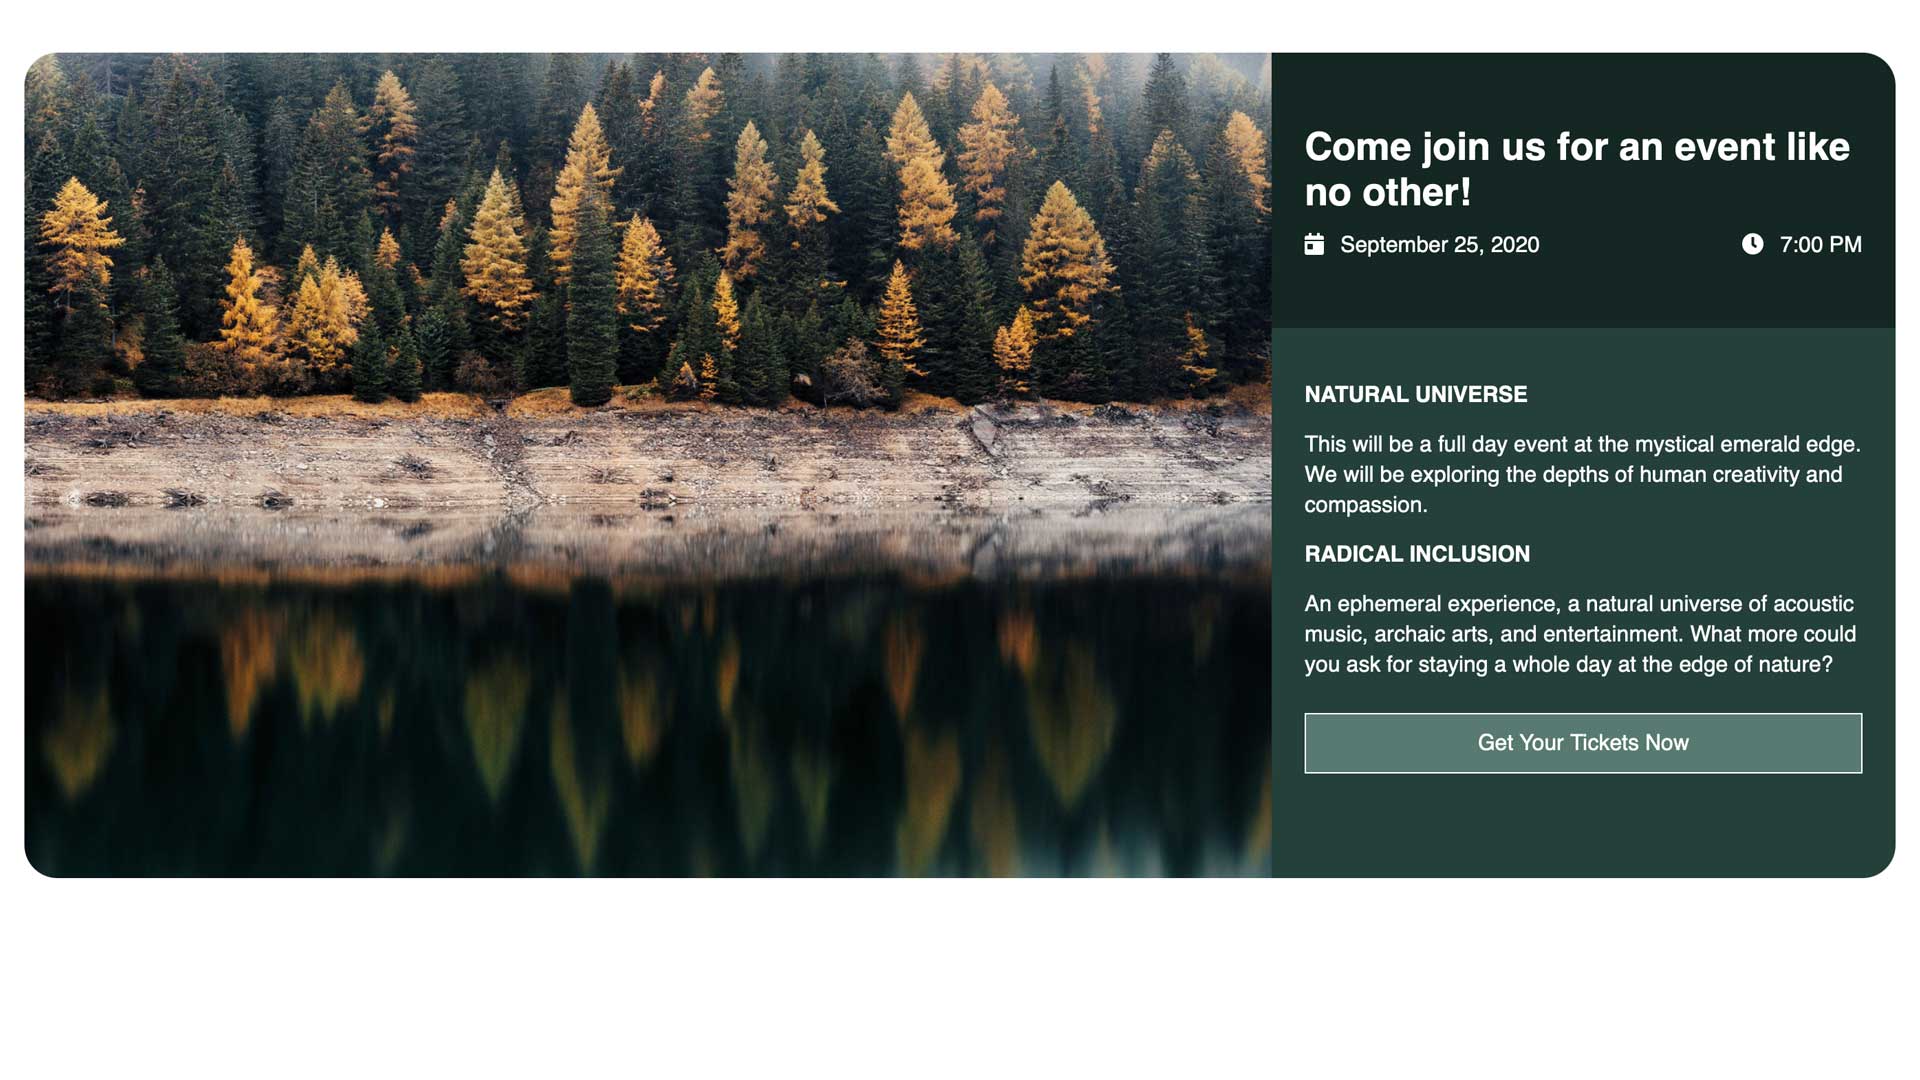 Come join us for an event like
no other!
September 25, 2020
7:00 PM
NATURAL UNIVERSE
This will be a full day event at the mystical emerald edge.
We will be exploring the depths of human creativity and
compassion.
RADICAL INCLUSION
An ephemeral experience, a natural universe of acoustic
music, archaic arts, and entertainment. What more could
you ask for staying a whole day at the edge of nature?
Get Your Tickets Now